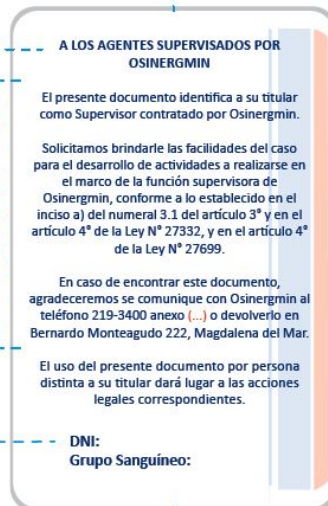 A LOS AGENTES SUPERVISADOS POR
OSINERGMIN
El presente documento identifica a su titular
como Supervisor contratado por Osinergmin.
Solicitamos brindarle las facilidades del caso
para el desarrollo de actividades a realizarse en
el marco de la función supervisora de
Osinergmin, conforme a lo establecido en el
inciso a) del numeral 3.1 del artículo 3° y en el
artículo 4° de la Ley N° 27332, y en el artículo 4°
de la Ley N° 27699.
En caso de encontrar este documento,
agradeceremos se comunique con Osinergmin al
teléfono 219-3400 anexo (...) o devolverlo en
Bernardo Monteagudo 222, Magdalena del Mar.
El uso del presente documento por persona
distinta a su titular dará lugar a las acciones
legales correspondientes.
DNI:
Grupo Sanguíneo: